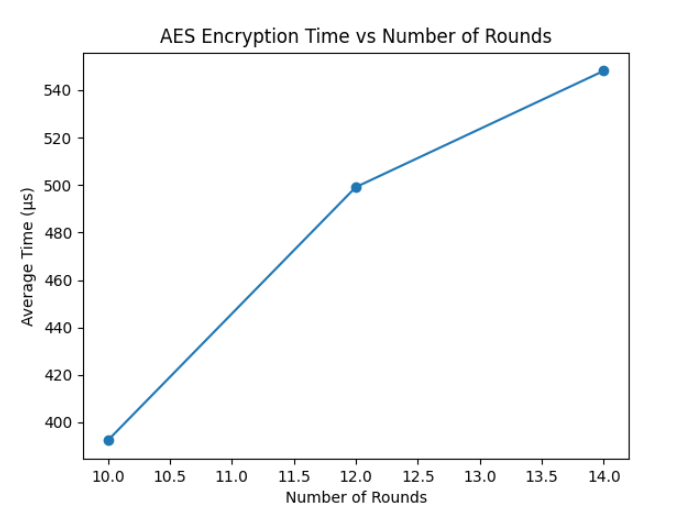 AES Encryption Time vs Number of Rounds
Average Time (µs)
540
520
500
480
460
440
420
400
10.0 10.5 11.0 11.5 12.0 12.5 13.0 13.5 14.0
Number of Rounds